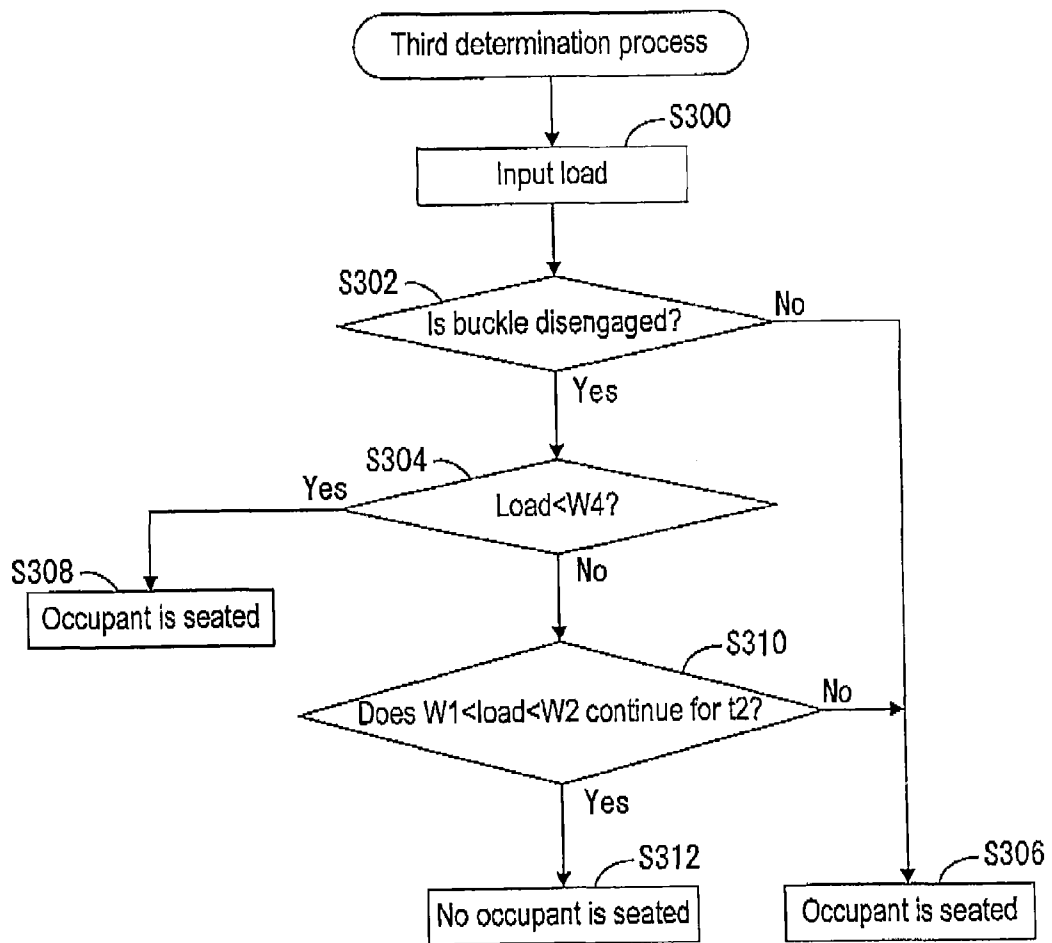 Third determination process
S300
Input load
S302
Is buckle disengaged?
No
Yes
S304
Yes
Load<W4?
No
S308
Occupant is seated
S310
Does W1<load<W2 continue for t2?
No
Yes
S312
No occupant is seated
S306
Occupant is seated